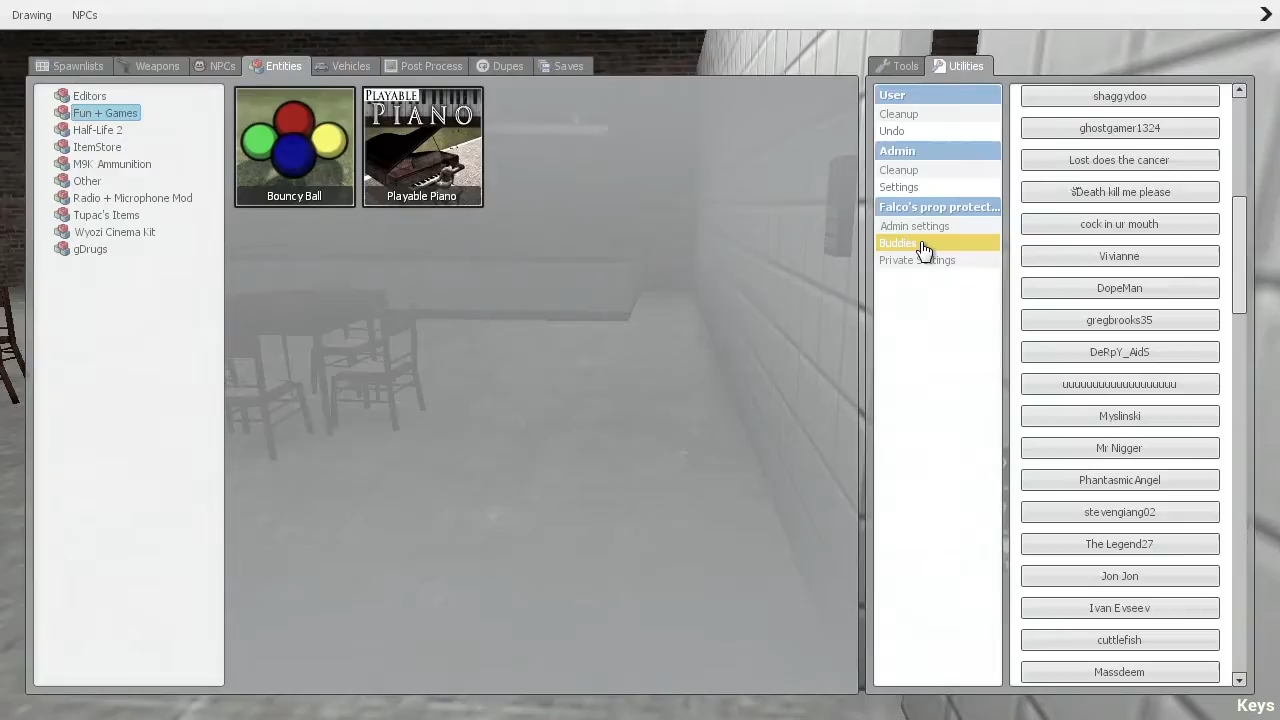 Drawing NPCs
Spawnlists Weapons NPCs Entities Vehicles Post Process Dupes Saves
Tools Utilities
Editors
Fun + Games
Half-Life 2
ItemStore
M9K Ammunition
Other
Radio + Microphone Mod
Tupac's Items
Wyozi Cinema Kit
gDrugs
Bouncy Ball
PLAYABLE
PIANO
Playable Piano
User
Cleanup
Undo
Admin
Cleanup
Settings
Falco's prop protect...
Admin settings
Buddies
Private
shaggydoo
ghostgamer1324
Lost does the cancer
Death kill me please
cock in ur mouth
Vivianne
DopeMan
gregbrooks35
DeRpY_AidS
uuuuuuuuuuuuuuuuuuu
Myslinski
Mr Nigger
PhantasmicAngel
stevengiang02
The Legend27
Jon Jon
Ivan Evseev
cuttlefish
Massdeem
Keys